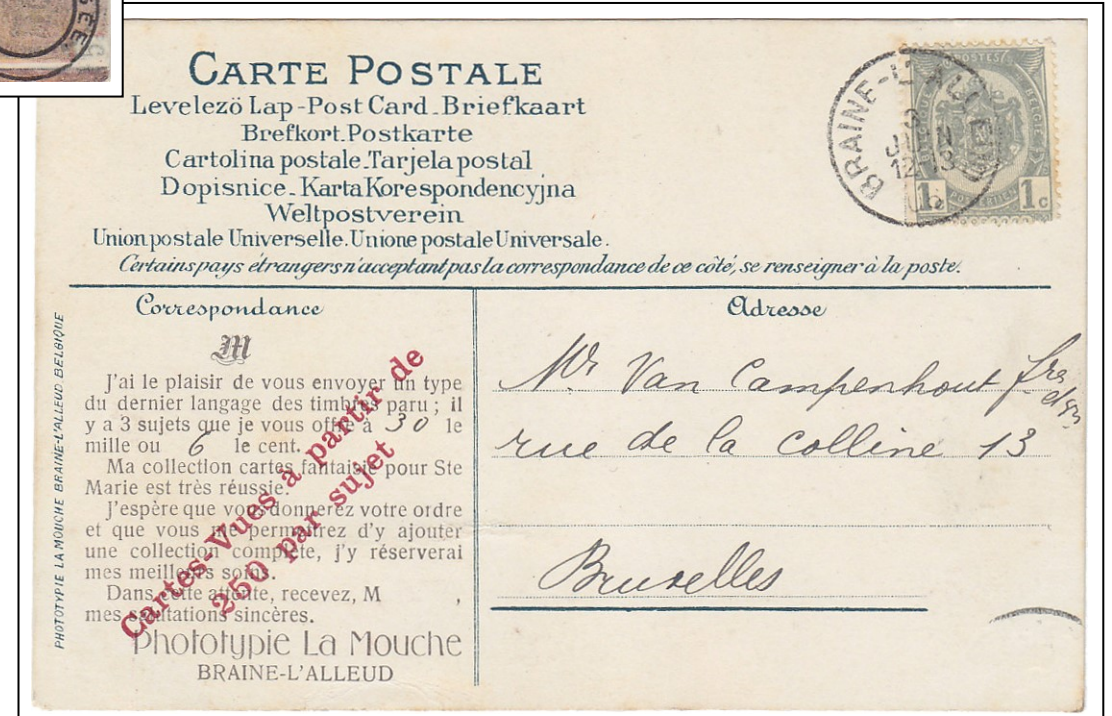 CARTE POSTALE
Levelezö Lap-Post Card-Briefkaart
Brefkort.Postkarte
Cartolina postale.Tarjela postal
Dopisnice-Karta Korespondencyjna
Weltpostverein
Union postale Universelle.Unione postale Universale.
Certains pays étrangers n'acceptant pas la correspondance de ce côté, se renseigner à la poste.
BRAINE-L'ALLEUD
JUIN
1c 1c
Correspondance
M
J'ai le plaisir de vous envoyer un type
du dernier langage des timbres paru ; il
y a 3 sujets que je vous offre à 30 le
mille ou 6 le cent.
Ma collection cartes fantaisie pour Ste
Marie est très réussie.
J'espère que vous donnerez votre ordre
et que vous me permettrez d'y ajouter
une collection complète, j'y réserverai
mes meilleurs soins.
Dans cette attente, recevez, M ,
mes salutations sincères.
Phototypie La Mouche
BRAINE-L'ALLEUD
Cartes-Vues à partir de
250 par sujet
PHOTOTYPIE LA MOUCHE BRAINE-L'ALLEUD BELGIQUE
Adresse
Mr Van Campenhout
rue de la Colline 13
Bruxelles